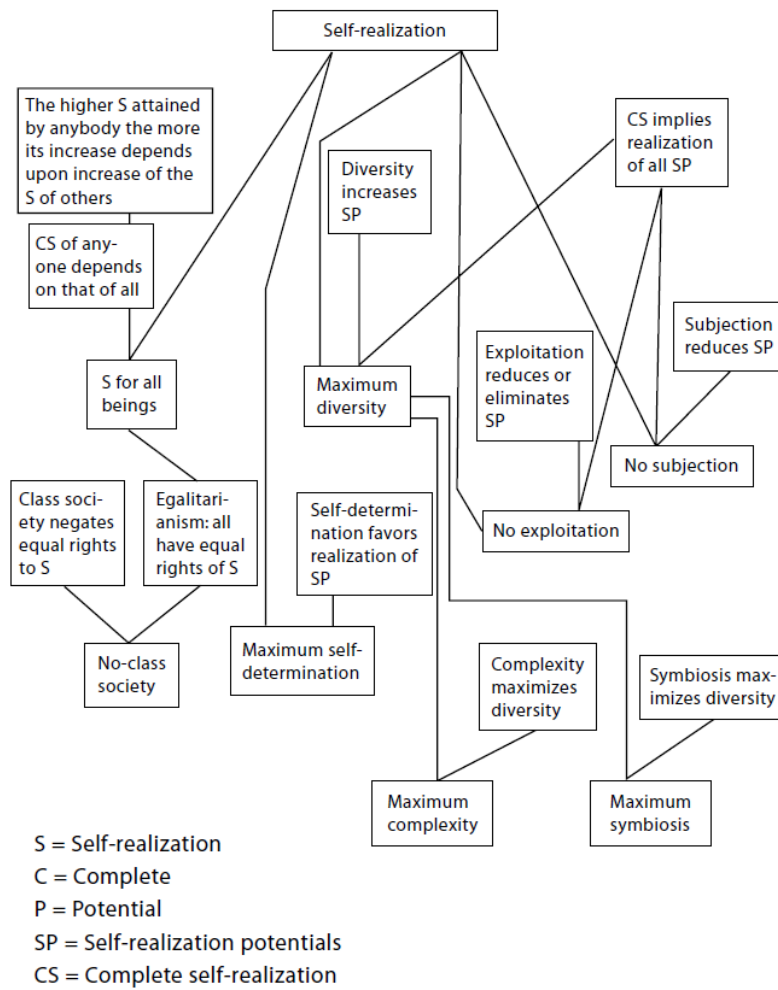 Self-realization
The higher S attained
by anybody the more
its increase depends
upon increase of the
S of others
CS implies
realization
of all SP
Diversity
increases
SP
CS of any-
one depends
on that of all
Subjection
reduces SP
Exploitation
reduces or
eliminates
SP
S for all
beings
Maximum
diversity
No subjection
Class soci-
ety negates
equal rights
to S
Egalitari-
anism: all
have equal
rights of S
Self-determi-
nation favors
realization of
SP
No exploitation
No-class
society
Maximum self-
determination
Complexity
maximizes
diversity
Symbiosis max-
imizes diversity
Maximum
complexity
Maximum
symbiosis
S = Self-realization
C = Complete
P = Potential
SP = Self-realization potentials
CS = Complete self-realization